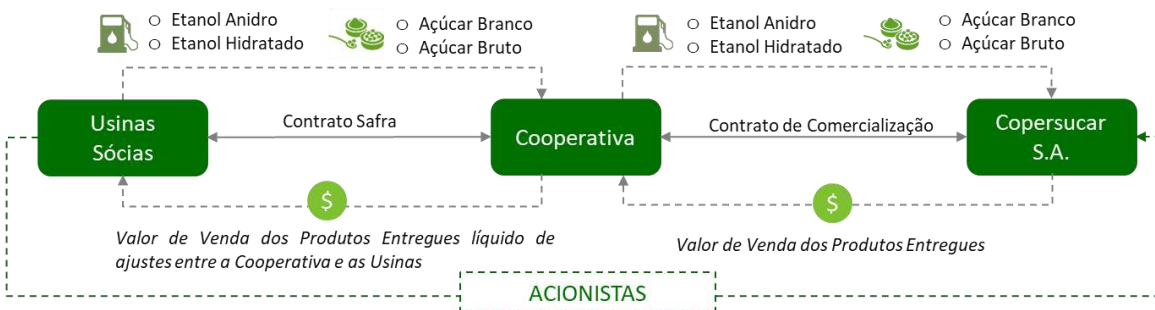 ○ Etanol Anidro
○ Etanol Hidratado
○ Açúcar Branco
○ Açúcar Bruto
○ Etanol Anidro
○ Etanol Hidratado
○ Açúcar Branco
○ Açúcar Bruto
Usinas
Sócias
Contrato Safra
Cooperativa
Contrato de Comercialização
Copersucar
S.A.
$
Valor de Venda dos Produtos Entregues líquido de
ajustes entre a Cooperativa e as Usinas
$
Valor de Venda dos Produtos Entregues
ACIONISTAS